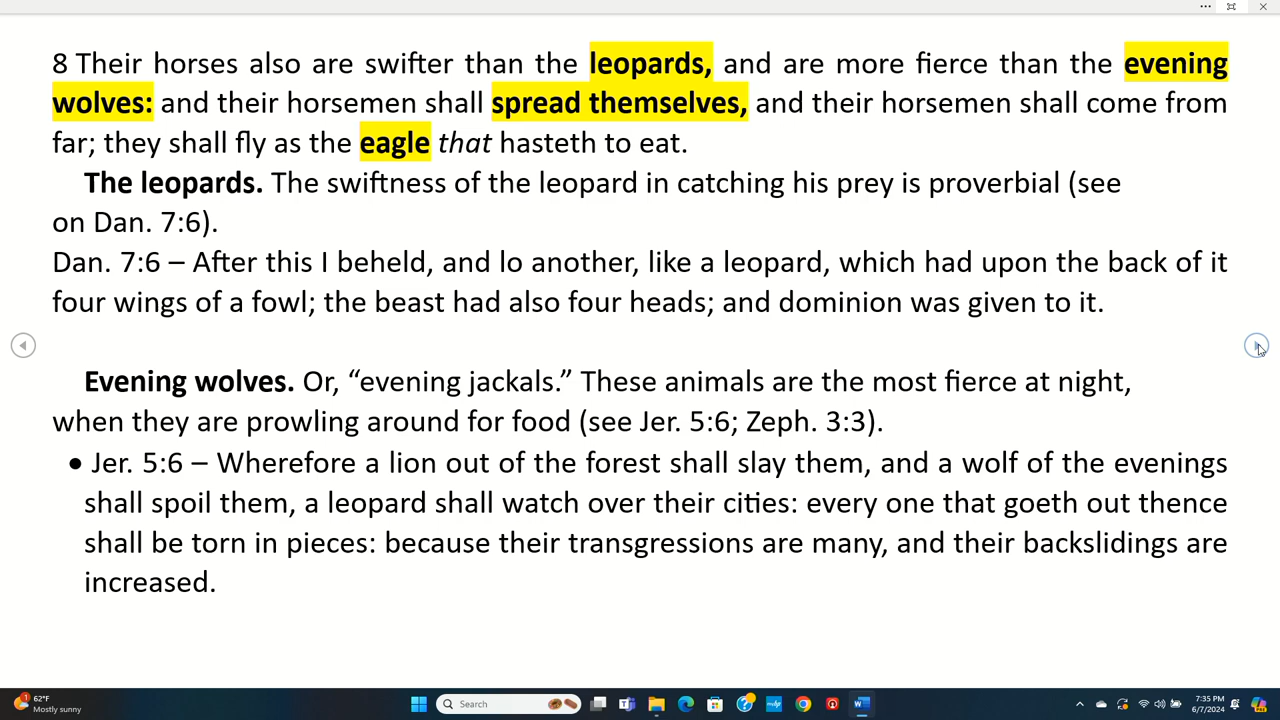 8 Their horses also are swifter than the leopards, and are more fierce than the evening
wolves: and their horsemen shall spread themselves, and their horsemen shall come from
far; they shall fly as the eagle that hasteth to eat.
The leopards. The swiftness of the leopard in catching his prey is proverbial (see
on Dan. 7:6).
Dan. 7:6 – After this I beheld, and lo another, like a leopard, which had upon the back of it
four wings of a fowl; the beast had also four heads; and dominion was given to it.
Evening wolves. Or, “evening jackals.” These animals are the most fierce at night,
when they are prowling around for food (see Jer. 5:6; Zeph. 3:3).
• Jer. 5:6 – Wherefore a lion out of the forest shall slay them, and a wolf of the evenings
shall spoil them, a leopard shall watch over their cities: every one that goeth out thence
shall be torn in pieces: because their transgressions are many, and their backslidings are
increased.
1
62°F
Mostly sunny
Search
7:35 PM
6/7/2024